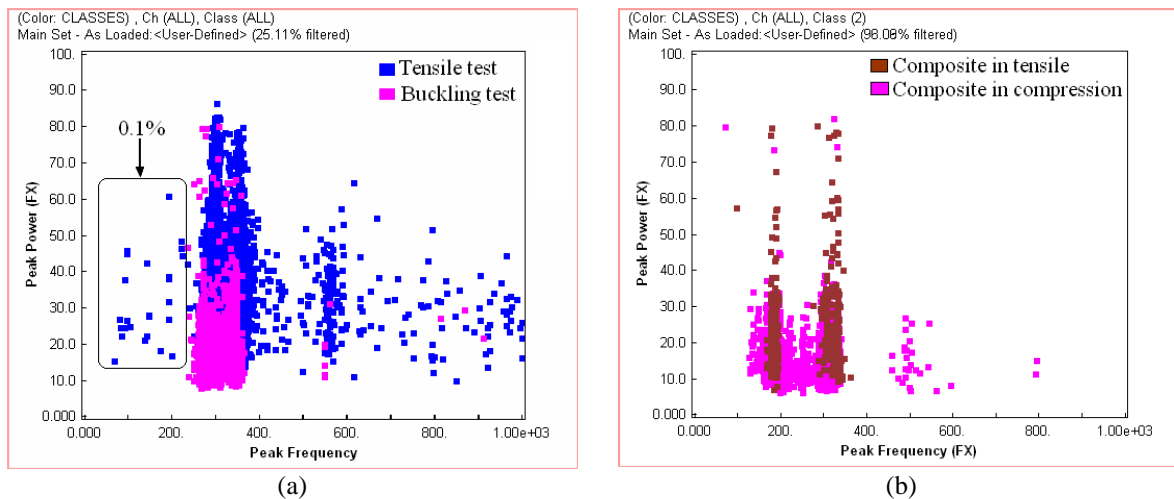 (Color: CLASSES) , Ch (ALL), Class (ALL)
Main Set - As Loaded:<User-Defined> (25.11% filtered)
100.
90.0
80.0
70.0
60.0
50.0
40.0
30.0
20.0
10.0
0.000
Peak Power (FX)
Tensile test
Buckling test
0.1%
0.000
200.
400.
600.
800.
1.00e+03
Peak Frequency
(a)
(Color: CLASSES) , Ch (ALL), Class (2)
Main Set - As Loaded:<User-Defined> (filtered)
100.
90.0
80.0
70.0
60.0
50.0
40.0
30.0
20.0
10.0
0.000
Peak Power (FX)
Composite in tensile
Composite in compression
0.000
200.
400.
600.
800.
1.00e+03
Peak Frequency (FX)
(b)